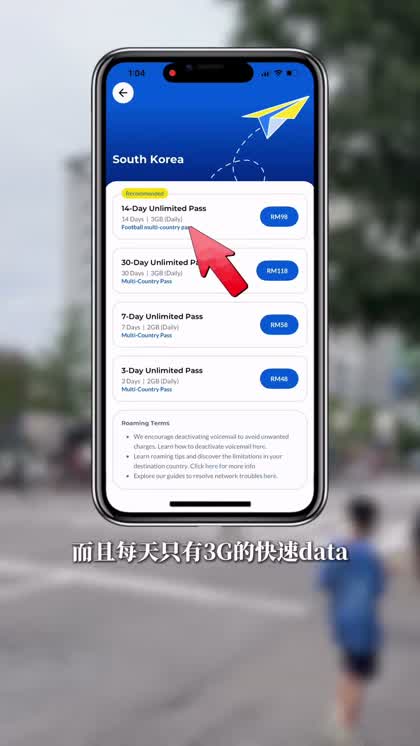 1:04
South Korea
Recommended
14-Day Unlimited Pass
14 Days | 3GB (Daily)
Football multi-country pass
RM98
30-Day Unlimited Pass
30 Days | 3GB (Daily)
Multi-Country Pass
RM118
7-Day Unlimited Pass
7 Days | 2GB (Daily)
Multi-Country Pass
RM58
3-Day Unlimited Pass
3 Days | 2GB (Daily)
Multi-Country Pass
RM48
Roaming Terms
• We encourage deactivating voicemail to avoid unwanted
charges. Learn how to deactivate voicemail here.
• Learn roaming tips and discover the limitations in your
destination country. Click here for more info
• Explore our guides to resolve network troubles here.
而且每天只有3G的快速data